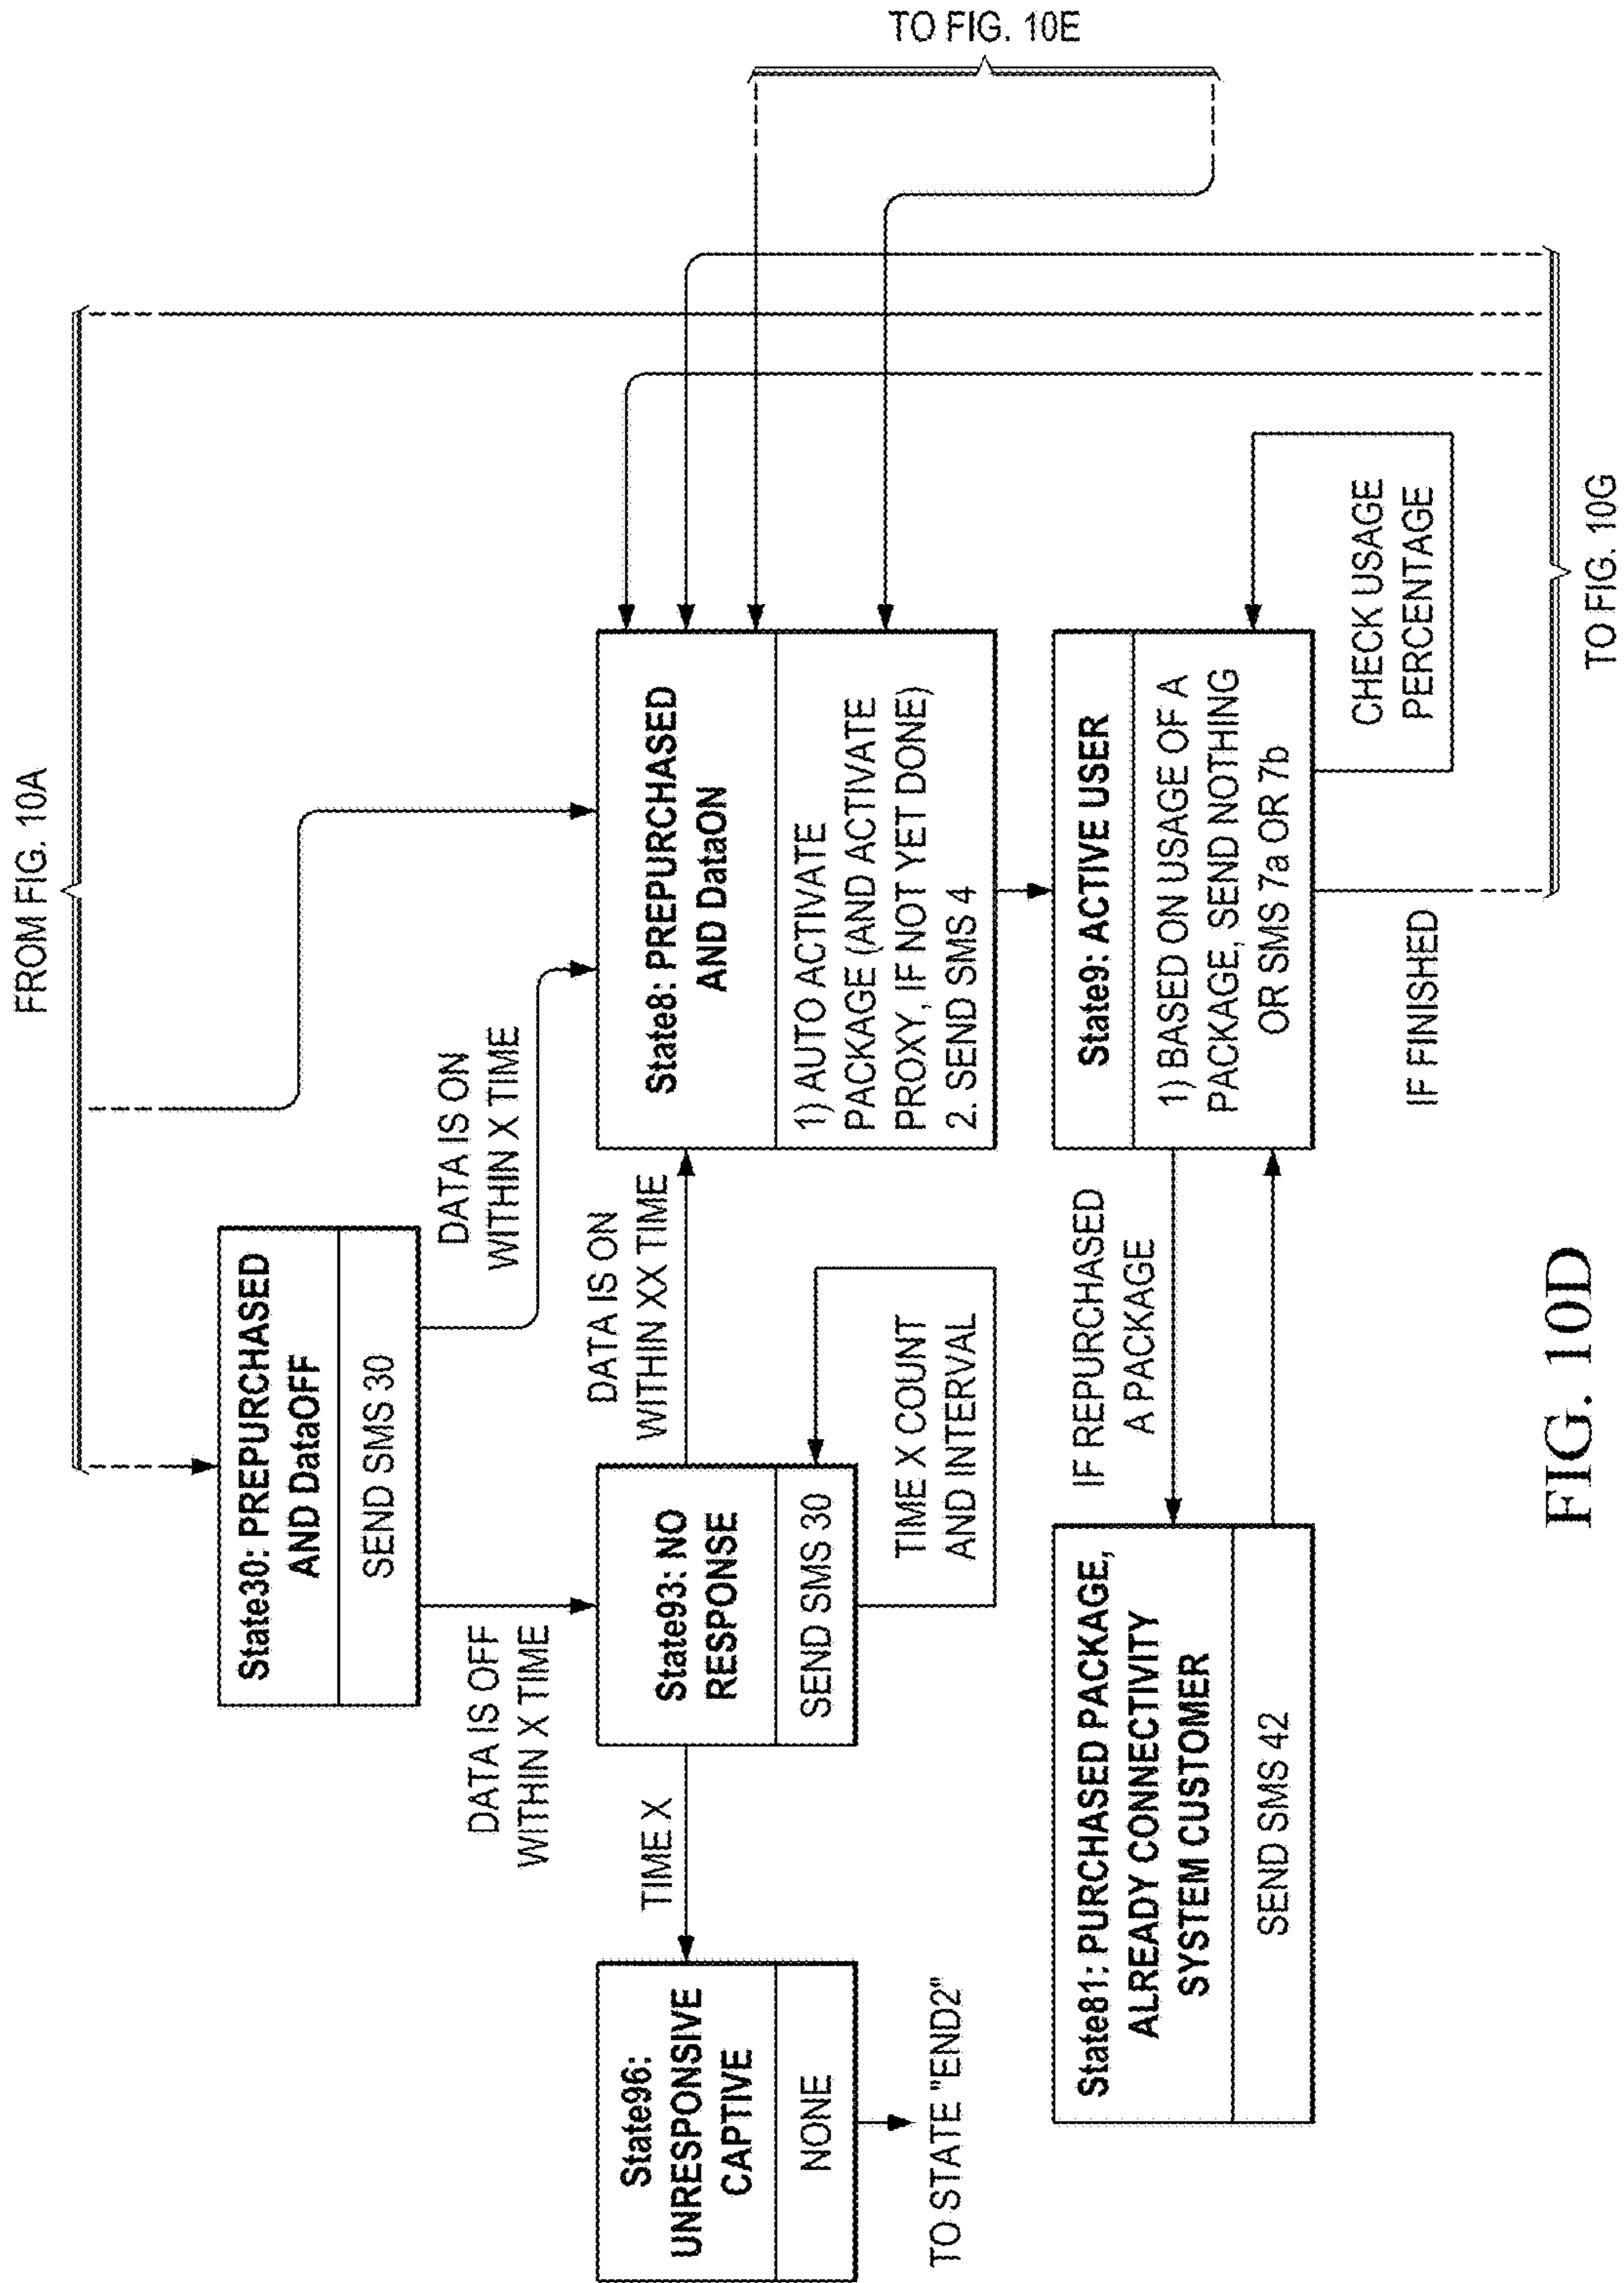 FROM FIG. 10A
State30: PREPURCHASED
AND DataOFF
SEND SMS 30
DATA IS OFF
WITHIN X TIME
DATA IS ON
WITHIN X TIME
State96:
UNRESPONSIVE
CAPTIVE
NONE
TO STATE "END2"
TIME X
State93: NO
RESPONSE
SEND SMS 30
TIME X COUNT
AND INTERVAL
DATA IS ON
WITHIN XX TIME
State8: PREPURCHASED
AND DataON
1) AUTO ACTIVATE
PACKAGE (AND ACTIVATE
PROXY, IF NOT YET DONE)
2. SEND SMS 4
TO FIG. 10E
State81: PURCHASED PACKAGE,
ALREADY CONNECTIVITY
SYSTEM CUSTOMER
SEND SMS 42
IF REPURCHASED
A PACKAGE
State9: ACTIVE USER
1) BASED ON USAGE OF A
PACKAGE, SEND NOTHING
OR SMS 7a OR 7b
CHECK USAGE
PERCENTAGE
IF FINISHED
TO FIG. 10G
FIG. 10D